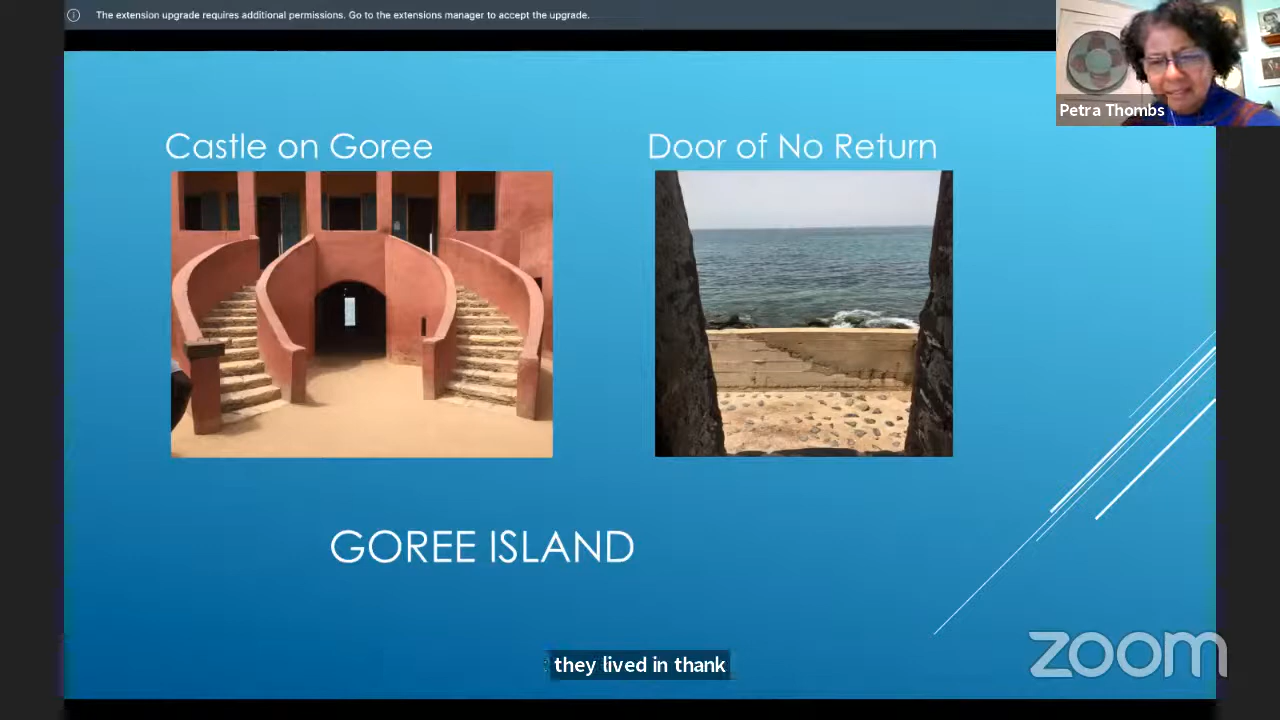 The extension upgrade requires additional permissions. Go to the extensions manager to accept the upgrade.
Petra Thombs
Castle on Goree
Door of No Return
GOREE ISLAND
they lived in thank
zoom